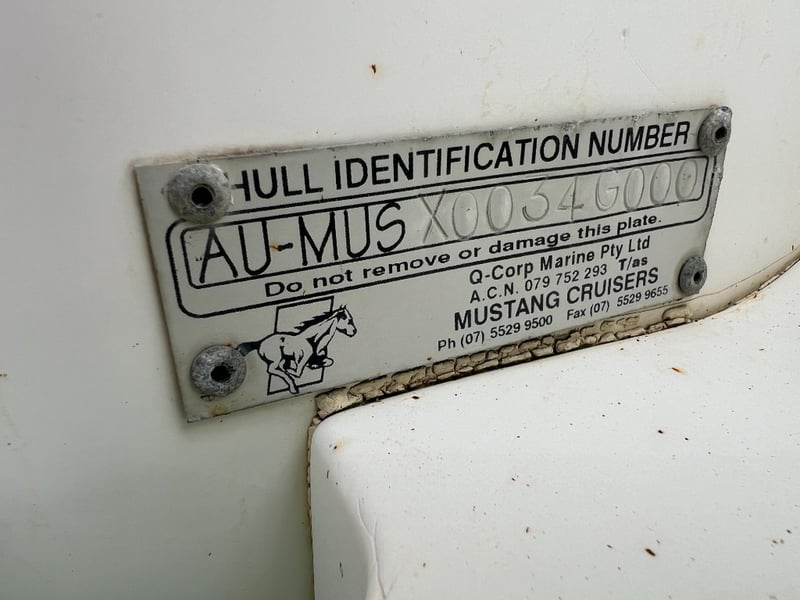 HULL IDENTIFICATION NUMBER
AU-MUS X0034G000
Do not remove or damage this plate.
Q-Corp Marine Pty Ltd
A.C.N. 079 752 293 T/as
MUSTANG CRUISERS
Ph (07) 5529 9500 Fax (07) 5529 9655